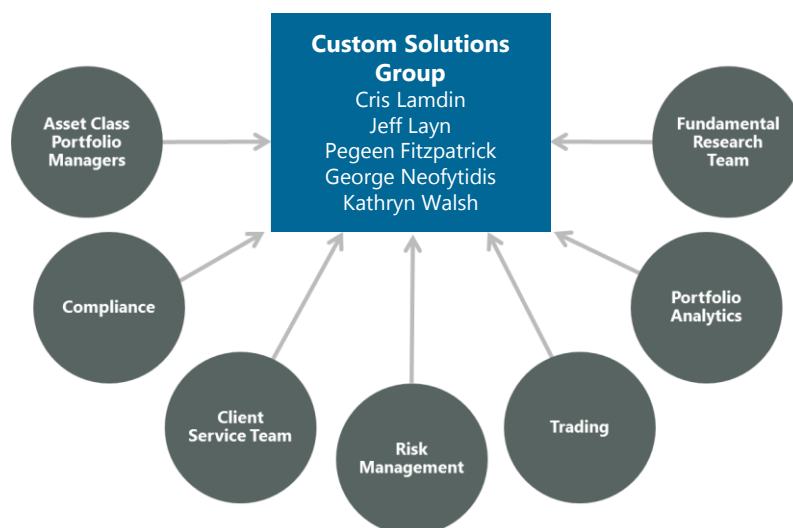 Custom Solutions
Group
Cris Lamdin
Jeff Layn
Pegeen Fitzpatrick
George Neofytidis
Kathryn Walsh
Asset Class
Portfolio
Managers
Fundamental
Research
Team
Compliance
Portfolio
Analytics
Client
Service Team
Risk
Management
Trading